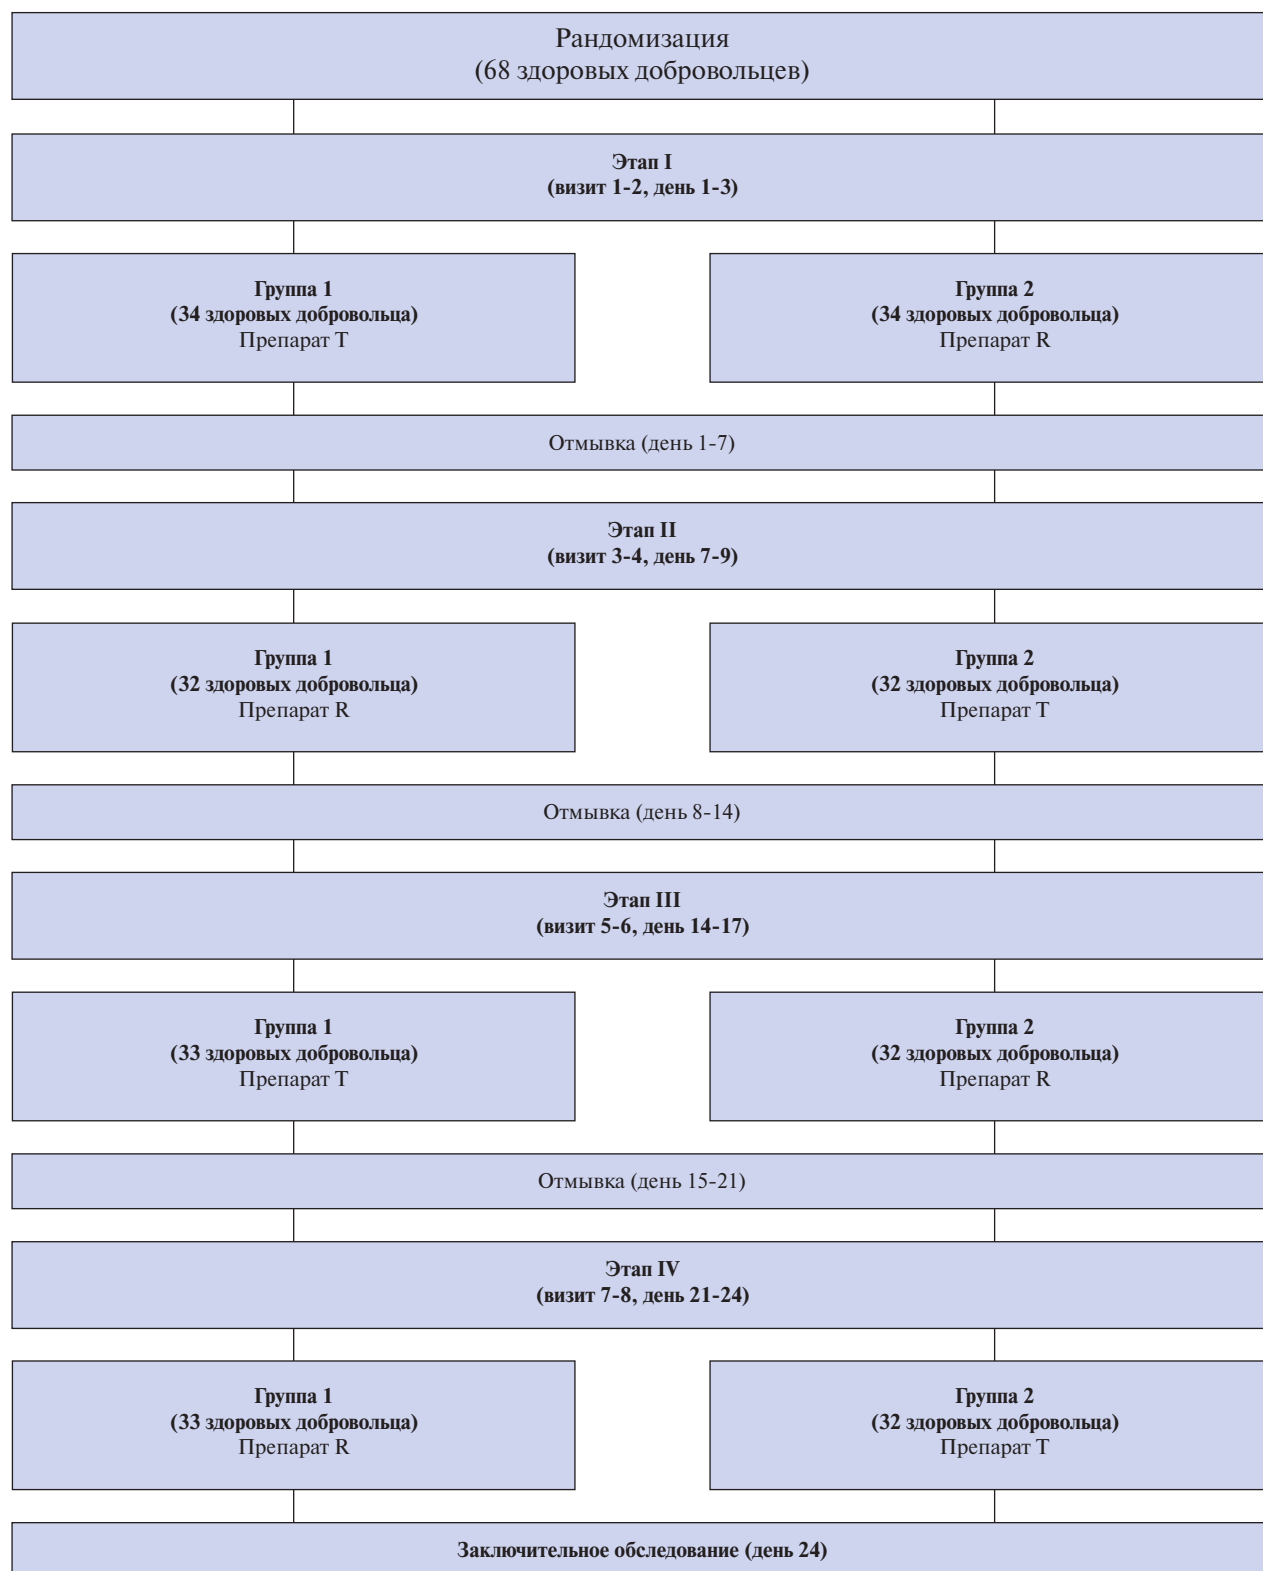 Рандомизация
(68 здоровых добровольцев)
Этап I
(визит 1-2, день 1-3)
Группа 1
(34 здоровых добровольца)
Препарат T
Группа 2
(34 здоровых добровольца)
Препарат R
Отмывка (день 1-7)
Этап II
(визит 3-4, день 7-9)
Группа 1
(32 здоровых добровольца)
Препарат R
Группа 2
(32 здоровых добровольца)
Препарат T
Отмывка (день 8-14)
Этап III
(визит 5-6, день 14-17)
Группа 1
(33 здоровых добровольца)
Препарат T
Группа 2
(32 здоровых добровольца)
Препарат R
Отмывка (день 15-21)
Этап IV
(визит 7-8, день 21-24)
Группа 1
(33 здоровых добровольца)
Препарат R
Группа 2
(32 здоровых добровольца)
Препарат T
Заключительное обследование (день 24)